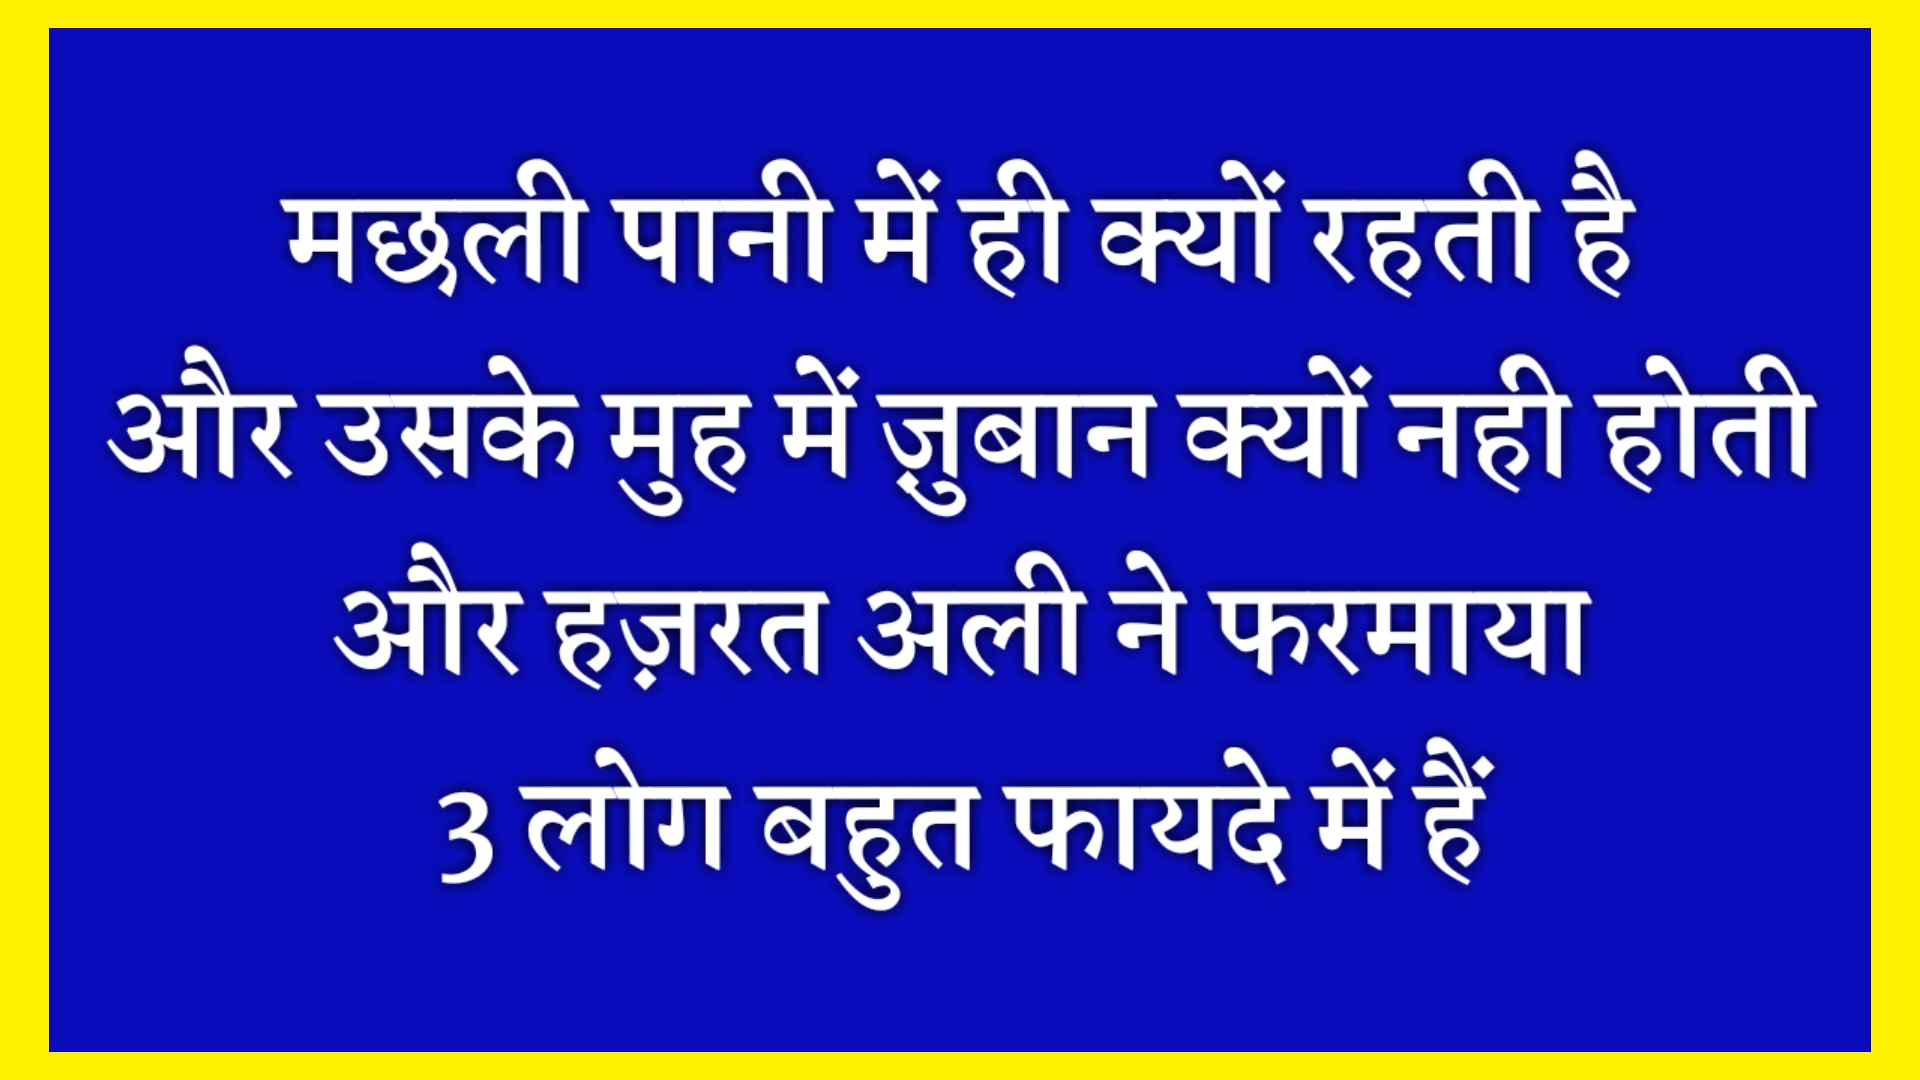 मछली पानी में ही क्यों रहती है
और उसके मुह में ज़ुबान क्यों नही होती
और हज़रत अली ने फरमाया
3 लोग बहुत फायदे में हैं